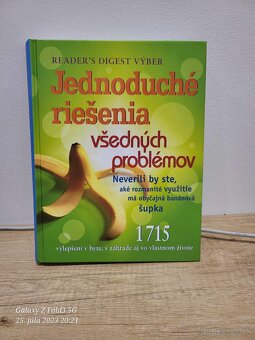 READER'S DIGEST VÝBER
Jednoduché
riešenia
všedných
problémov
Neverili by ste,
aké rozmanité využitie
má obyčajná banánová
šupka
1715
vylepšení v byte, v záhrade aj vo vlastnom živote
Galaxy Z Fold3 5G
25. júla 2023 20:21